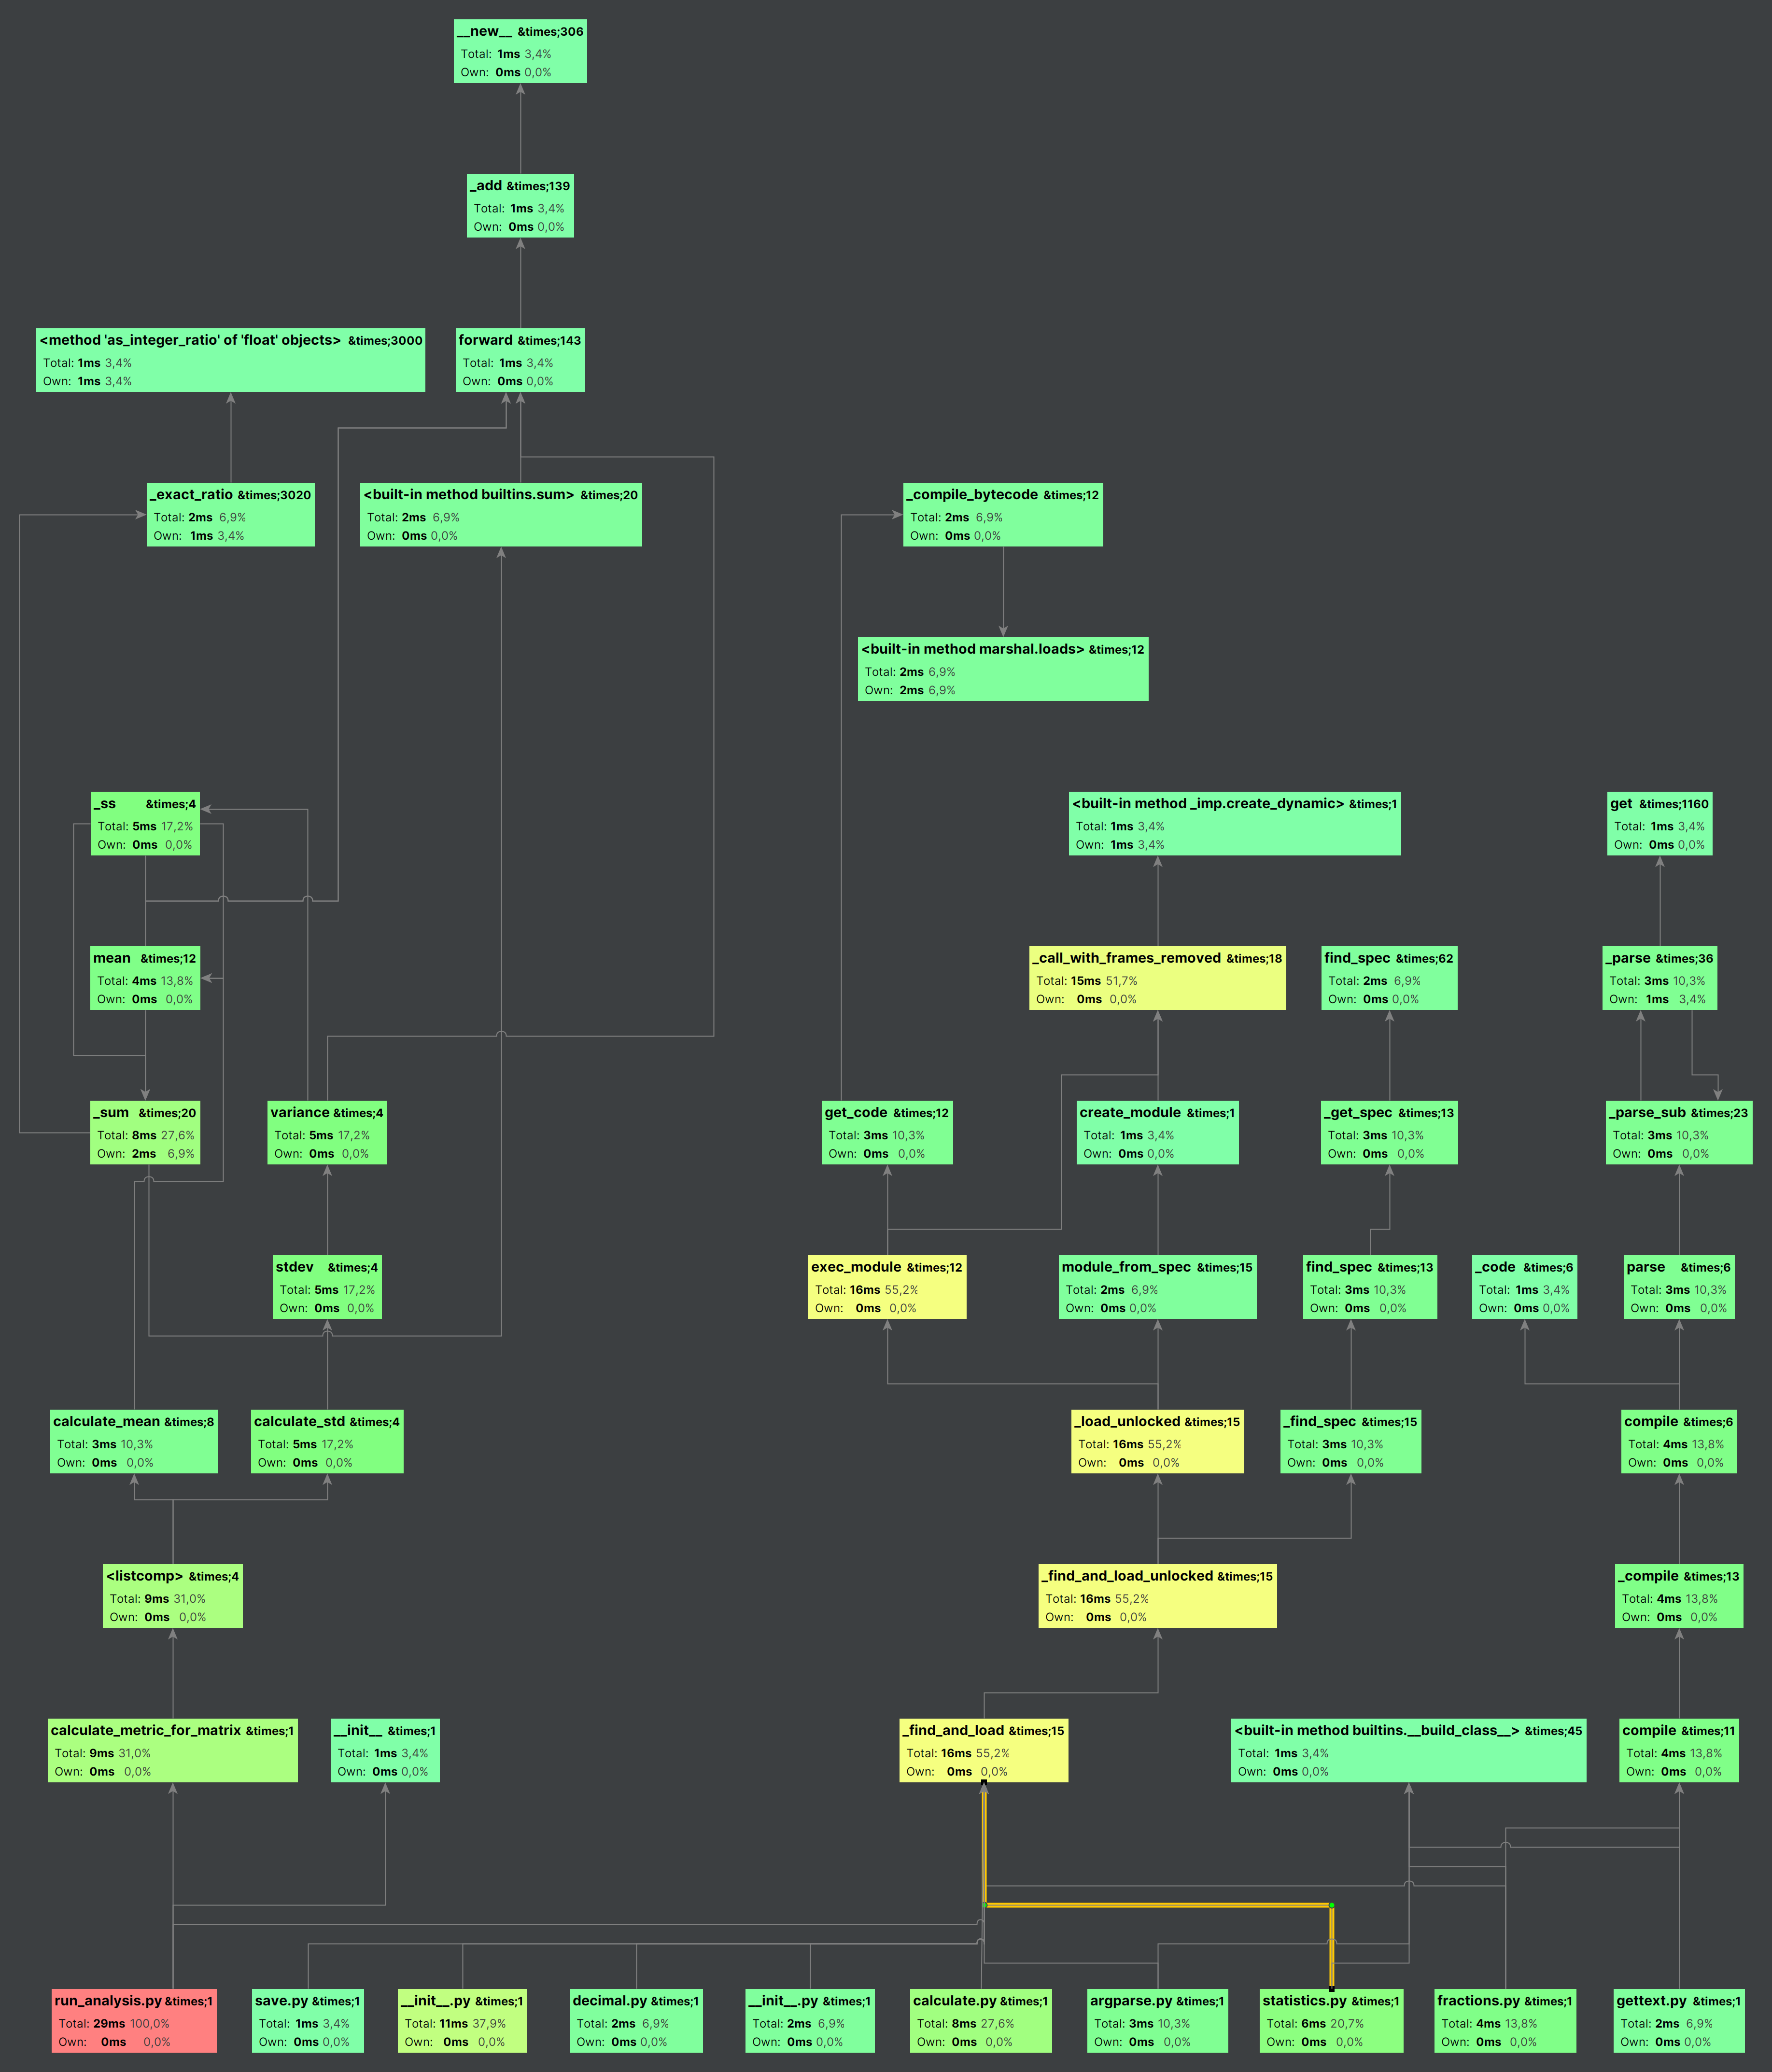 __new__ &times;306
Total: 1ms 3,4%
Own: 0ms 0,0%
_add &times;139
Total: 1ms 3,4%
Own: 0ms 0,0%
<method 'as_integer_ratio' of 'float' objects> &times;3000
Total: 1ms 3,4%
Own: 1ms 3,4%
forward &times;143
Total: 1ms 3,4%
Own: 0ms 0,0%
_exact_ratio &times;3020
Total: 2ms 6,9%
Own: 1ms 3,4%
<built-in method builtins.sum> &times;20
Total: 2ms 6,9%
Own: 0ms 0,0%
_compile_bytecode &times;12
Total: 2ms 6,9%
Own: 0ms 0,0%
<built-in method marshal.loads> &times;12
Total: 2ms 6,9%
Own: 2ms 6,9%
_ss &times;4
Total: 5ms 17,2%
Own: 0ms 0,0%
<built-in method _imp.create_dynamic> &times;1
Total: 1ms 3,4%
Own: 1ms 3,4%
get &times;1160
Total: 1ms 3,4%
Own: 0ms 0,0%
mean &times;12
Total: 4ms 13,8%
Own: 0ms 0,0%
_call_with_frames_removed &times;18
Total: 15ms 51,7%
Own: 0ms 0,0%
find_spec &times;62
Total: 2ms 6,9%
Own: 0ms 0,0%
_parse &times;36
Total: 3ms 10,3%
Own: 1ms 3,4%
_sum &times;20
Total: 8ms 27,6%
Own: 2ms 6,9%
variance &times;4
Total: 5ms 17,2%
Own: 0ms 0,0%
get_code &times;12
Total: 3ms 10,3%
Own: 0ms 0,0%
create_module &times;1
Total: 1ms 3,4%
Own: 0ms 0,0%
_get_spec &times;13
Total: 3ms 10,3%
Own: 0ms 0,0%
_parse_sub &times;23
Total: 3ms 10,3%
Own: 0ms 0,0%
stdev &times;4
Total: 5ms 17,2%
Own: 0ms 0,0%
exec_module &times;12
Total: 16ms 55,2%
Own: 0ms 0,0%
module_from_spec &times;15
Total: 2ms 6,9%
Own: 0ms 0,0%
find_spec &times;13
Total: 3ms 10,3%
Own: 0ms 0,0%
_code &times;6
Total: 1ms 3,4%
Own: 0ms 0,0%
parse &times;6
Total: 3ms 10,3%
Own: 0ms 0,0%
calculate_mean &times;8
Total: 3ms 10,3%
Own: 0ms 0,0%
calculate_std &times;4
Total: 5ms 17,2%
Own: 0ms 0,0%
_load_unlocked &times;15
Total: 16ms 55,2%
Own: 0ms 0,0%
_find_spec &times;15
Total: 3ms 10,3%
Own: 0ms 0,0%
compile &times;6
Total: 4ms 13,8%
Own: 0ms 0,0%
<listcomp> &times;4
Total: 9ms 31,0%
Own: 0ms 0,0%
_find_and_load_unlocked &times;15
Total: 16ms 55,2%
Own: 0ms 0,0%
_compile &times;13
Total: 4ms 13,8%
Own: 0ms 0,0%
calculate_metric_for_matrix &times;1
Total: 9ms 31,0%
Own: 0ms 0,0%
__init__ &times;1
Total: 1ms 3,4%
Own: 0ms 0,0%
_find_and_load &times;15
Total: 16ms 55,2%
Own: 0ms 0,0%
<built-in method builtins.__build_class__> &times;45
Total: 1ms 3,4%
Own: 0ms 0,0%
compile &times;11
Total: 4ms 13,8%
Own: 0ms 0,0%
run_analysis.py &times;1
Total: 29ms 100,0%
Own: 0ms 0,0%
save.py &times;1
Total: 1ms 3,4%
Own: 0ms 0,0%
__init__.py &times;1
Total: 11ms 37,9%
Own: 0ms 0,0%
decimal.py &times;1
Total: 2ms 6,9%
Own: 0ms 0,0%
__init__.py &times;1
Total: 2ms 6,9%
Own: 0ms 0,0%
calculate.py &times;1
Total: 8ms 27,6%
Own: 0ms 0,0%
argparse.py &times;1
Total: 3ms 10,3%
Own: 0ms 0,0%
statistics.py &times;1
Total: 6ms 20,7%
Own: 0ms 0,0%
fractions.py &times;1
Total: 4ms 13,8%
Own: 0ms 0,0%
gettext.py &times;1
Total: 2ms 6,9%
Own: 0ms 0,0%